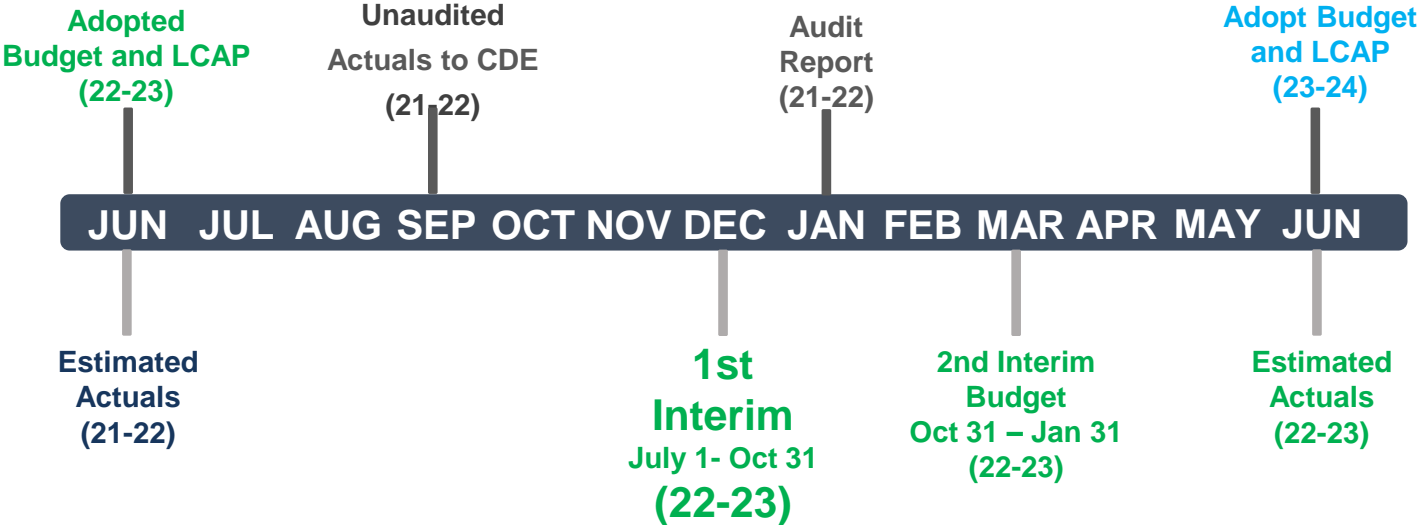 Adopted
Budget and LCAP
(22-23)
Unaudited
Actuals to CDE
(21-22)
Audit
Report
(21-22)
Adopt Budget
and LCAP
(23-24)
JUN JUL AUG SEP OCT NOV DEC JAN FEB MAR APR MAY JUN
Estimated
Actuals
(21-22)
1st
Interim
July 1- Oct 31
(22-23)
2nd Interim
Budget
Oct 31 – Jan 31
(22-23)
Estimated
Actuals
(22-23)